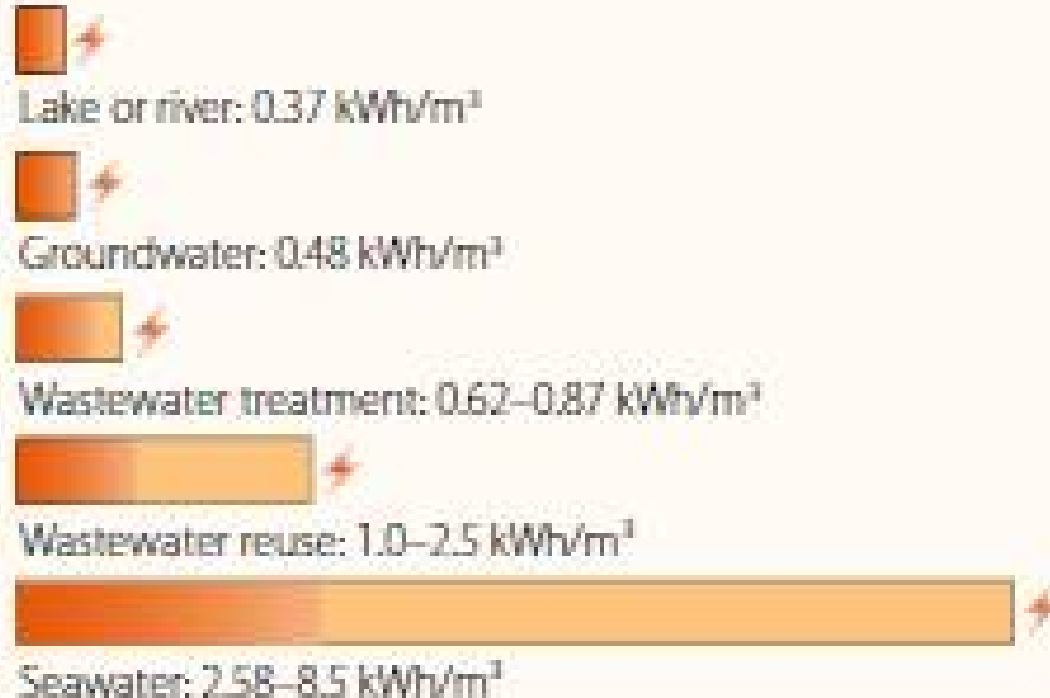 Lake or river: 0.37 kWh/m³
Groundwater: 0.48 kWh/m³
Wastewater treatment: 0.62–0.87 kWh/m³
Wastewater reuse: 1.0–2.5 kWh/m³
Seawater: 2.58–8.5 kWh/m³